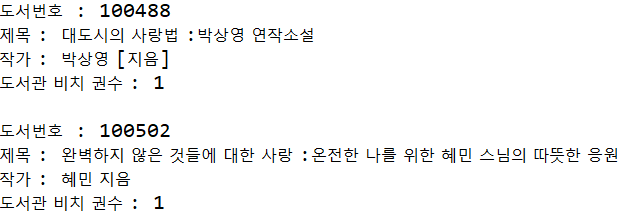 도서번호 : 100488
제목 : 대도시의 사랑법 :박상영 연작소설
작가 : 박상영 [지음]
도서관 비치 권수 : 1
도서번호 : 100502
제목 : 완벽하지 않은 것들에 대한 사랑 :온전한 나를 위한 혜민 스님의 따뜻한 응원
작가 : 혜민 지음
도서관 비치 권수 : 1